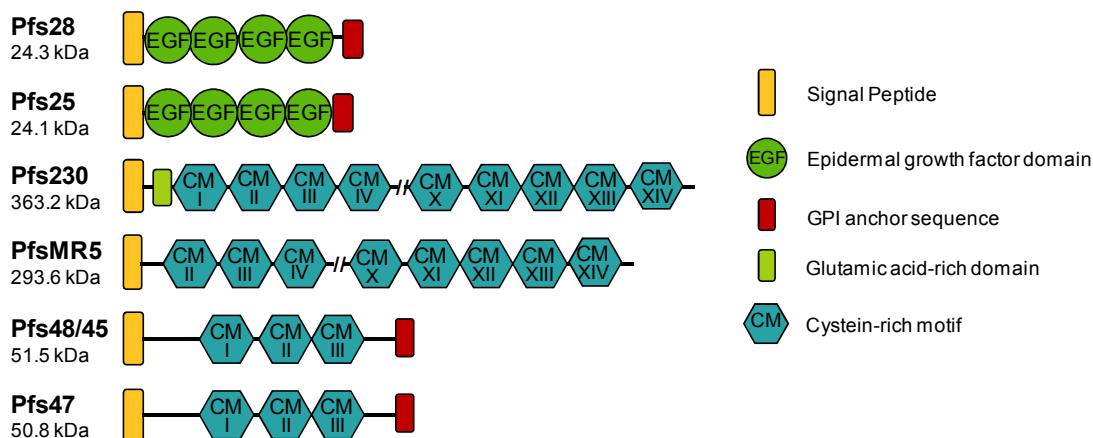 Pfs28
24.3 kDa
EGF EGF EGF EGF
Pfs25
24.1 kDa
EGF EGF EGF EGF
Pfs230
363.2 kDa
CM I CM II CM III CM IV // CM X CM XI CM XII CM XIII CM XIV
PfsMR5
293.6 kDa
CM II CM III CM IV // CM X CM XI CM XII CM XIII CM XIV
Pfs48/45
51.5 kDa
CM I CM II CM III
Pfs47
50.8 kDa
CM I CM II CM III
Signal Peptide
EGF Epidermal growth factor domain
GPI anchor sequence
Glutamic acid-rich domain
CM Cystein-rich motif